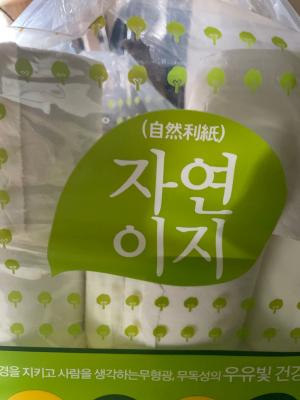 (自然利紙)
자연
이지
경을 지키고 사람을 생각하는 무형광, 무독성의 우유빛 건강